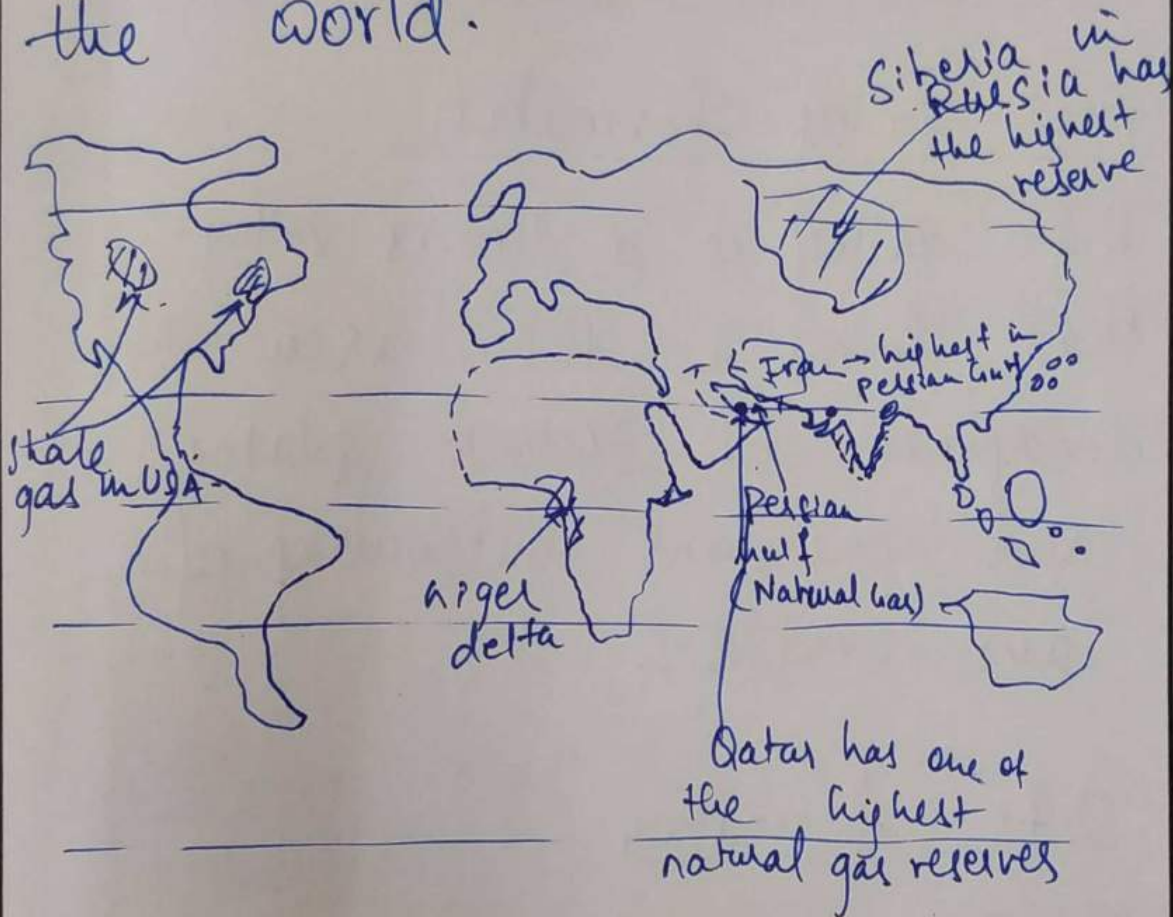 the world.
Siberia in
Russia has
the highest
reserve
Iran → highest in
persian Gulf
shale
gas in USA
Persian
Gulf
(Natural Gas)
Niger
delta
Qatar has one of
the highest
natural gas reserves